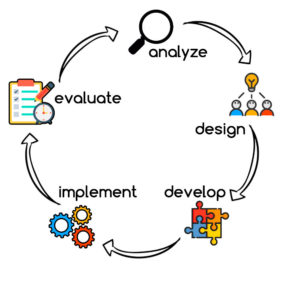 analyze
design
develop
implement
evaluate